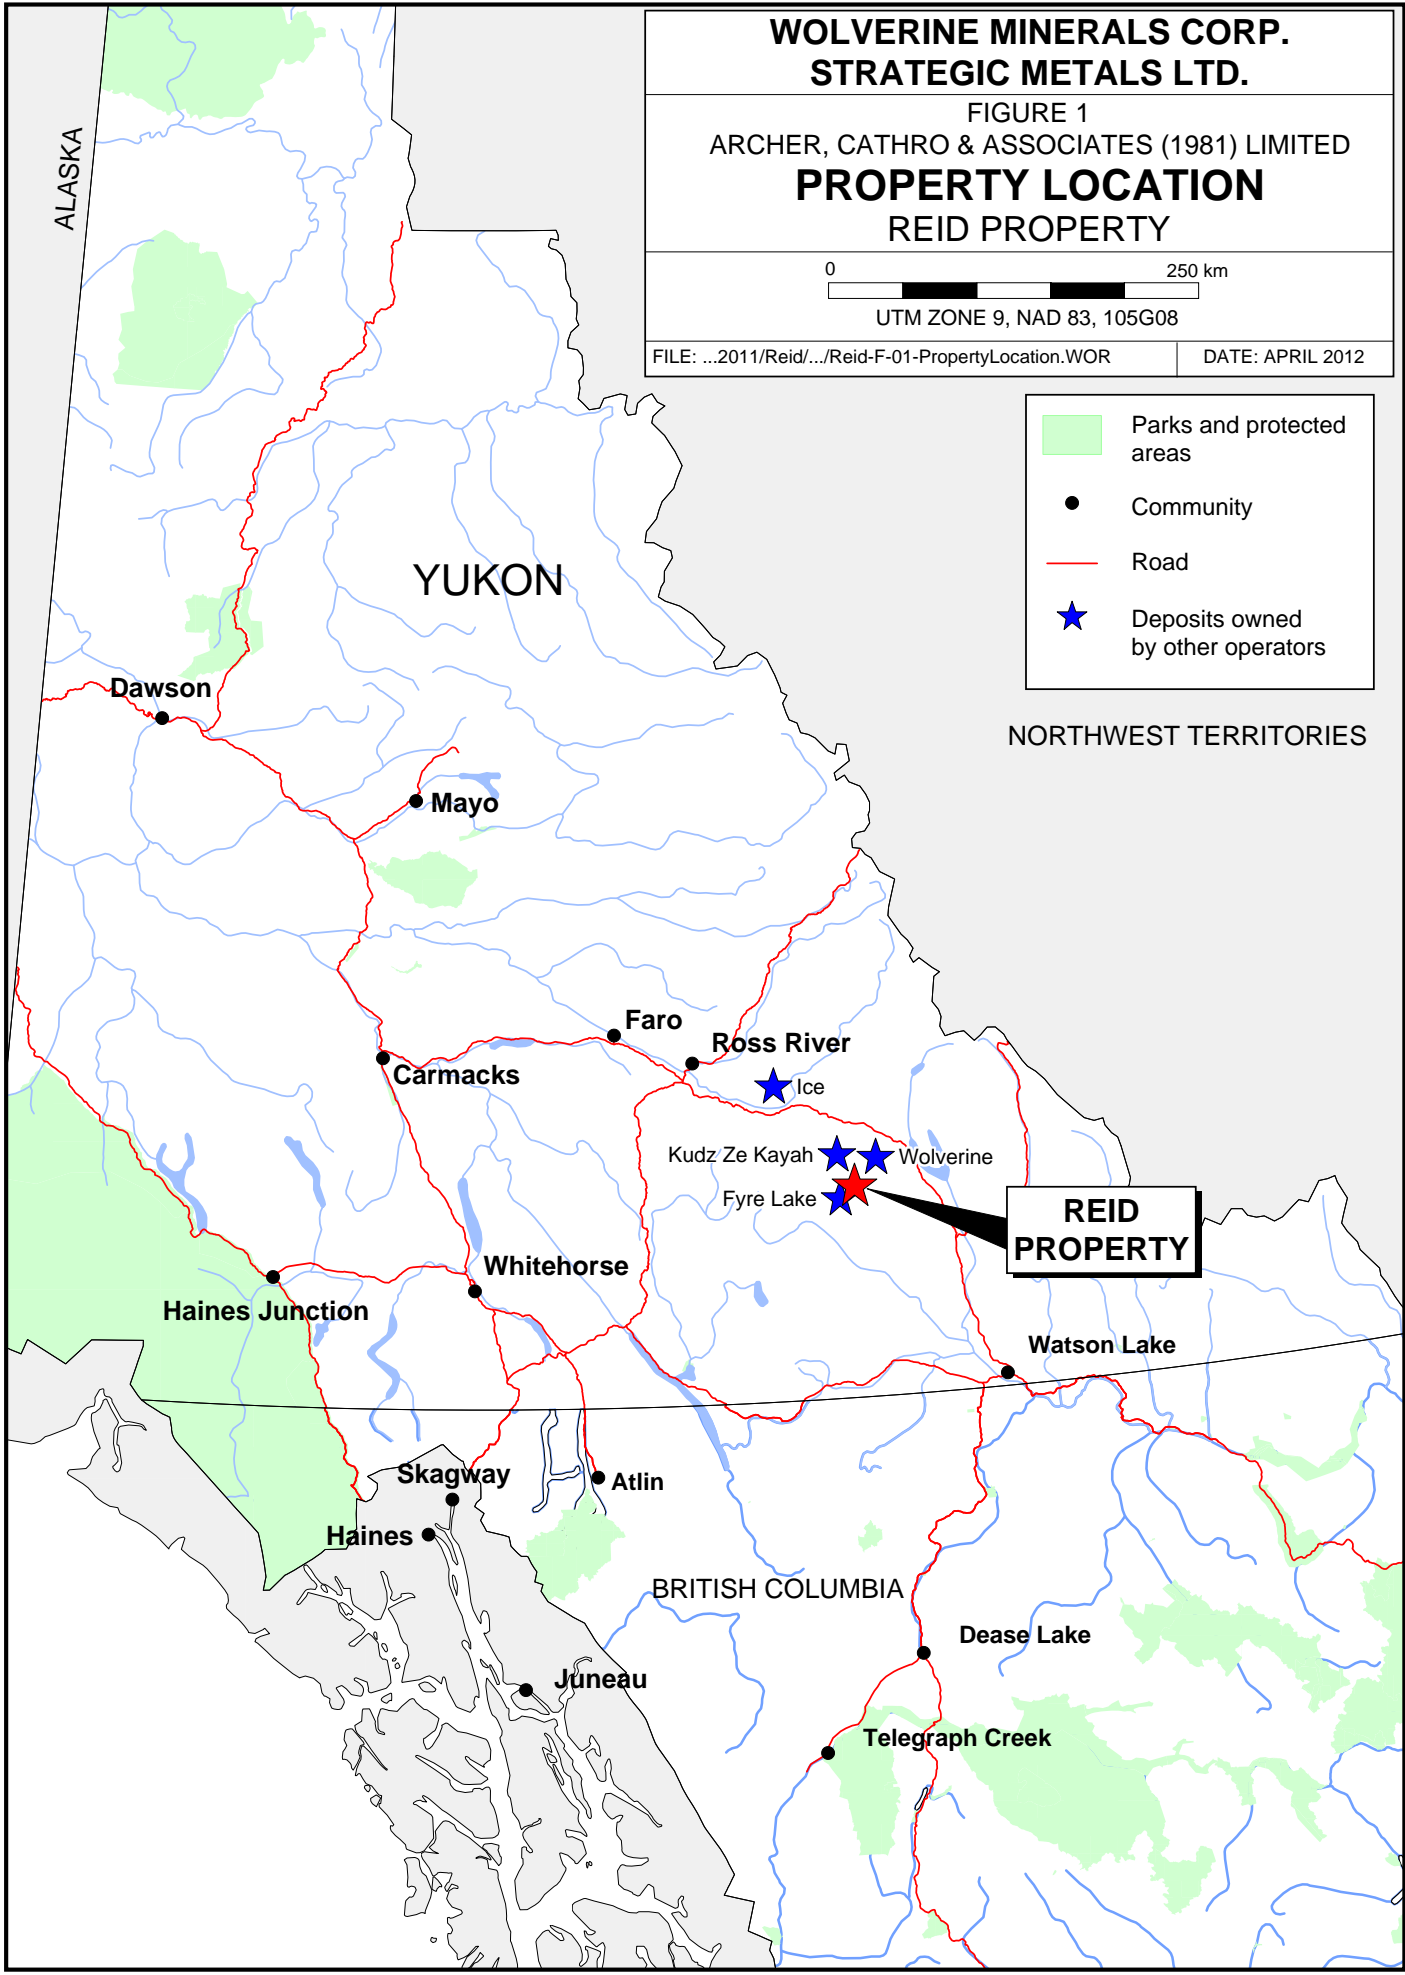 WOLVERINE MINERALS CORP.
STRATEGIC METALS LTD.
FIGURE 1
ARCHER, CATHRO & ASSOCIATES (1981) LIMITED
PROPERTY LOCATION
REID PROPERTY
0 250 km
UTM ZONE 9, NAD 83, 105G08
FILE: ...2011/Reid/.../Reid-F-01-PropertyLocation.WOR
DATE: APRIL 2012
Parks and protected
areas
Community
Road
Deposits owned
by other operators
ALASKA
YUKON
Dawson
NORTHWEST TERRITORIES
Mayo
Faro
Ross River
Carmacks
Ice
Kudz Ze Kayah
Wolverine
Fyre Lake
REID
PROPERTY
Whitehorse
Haines Junction
Watson Lake
Skagway
Atlin
Haines
BRITISH COLUMBIA
Dease Lake
Juneau
Telegraph Creek